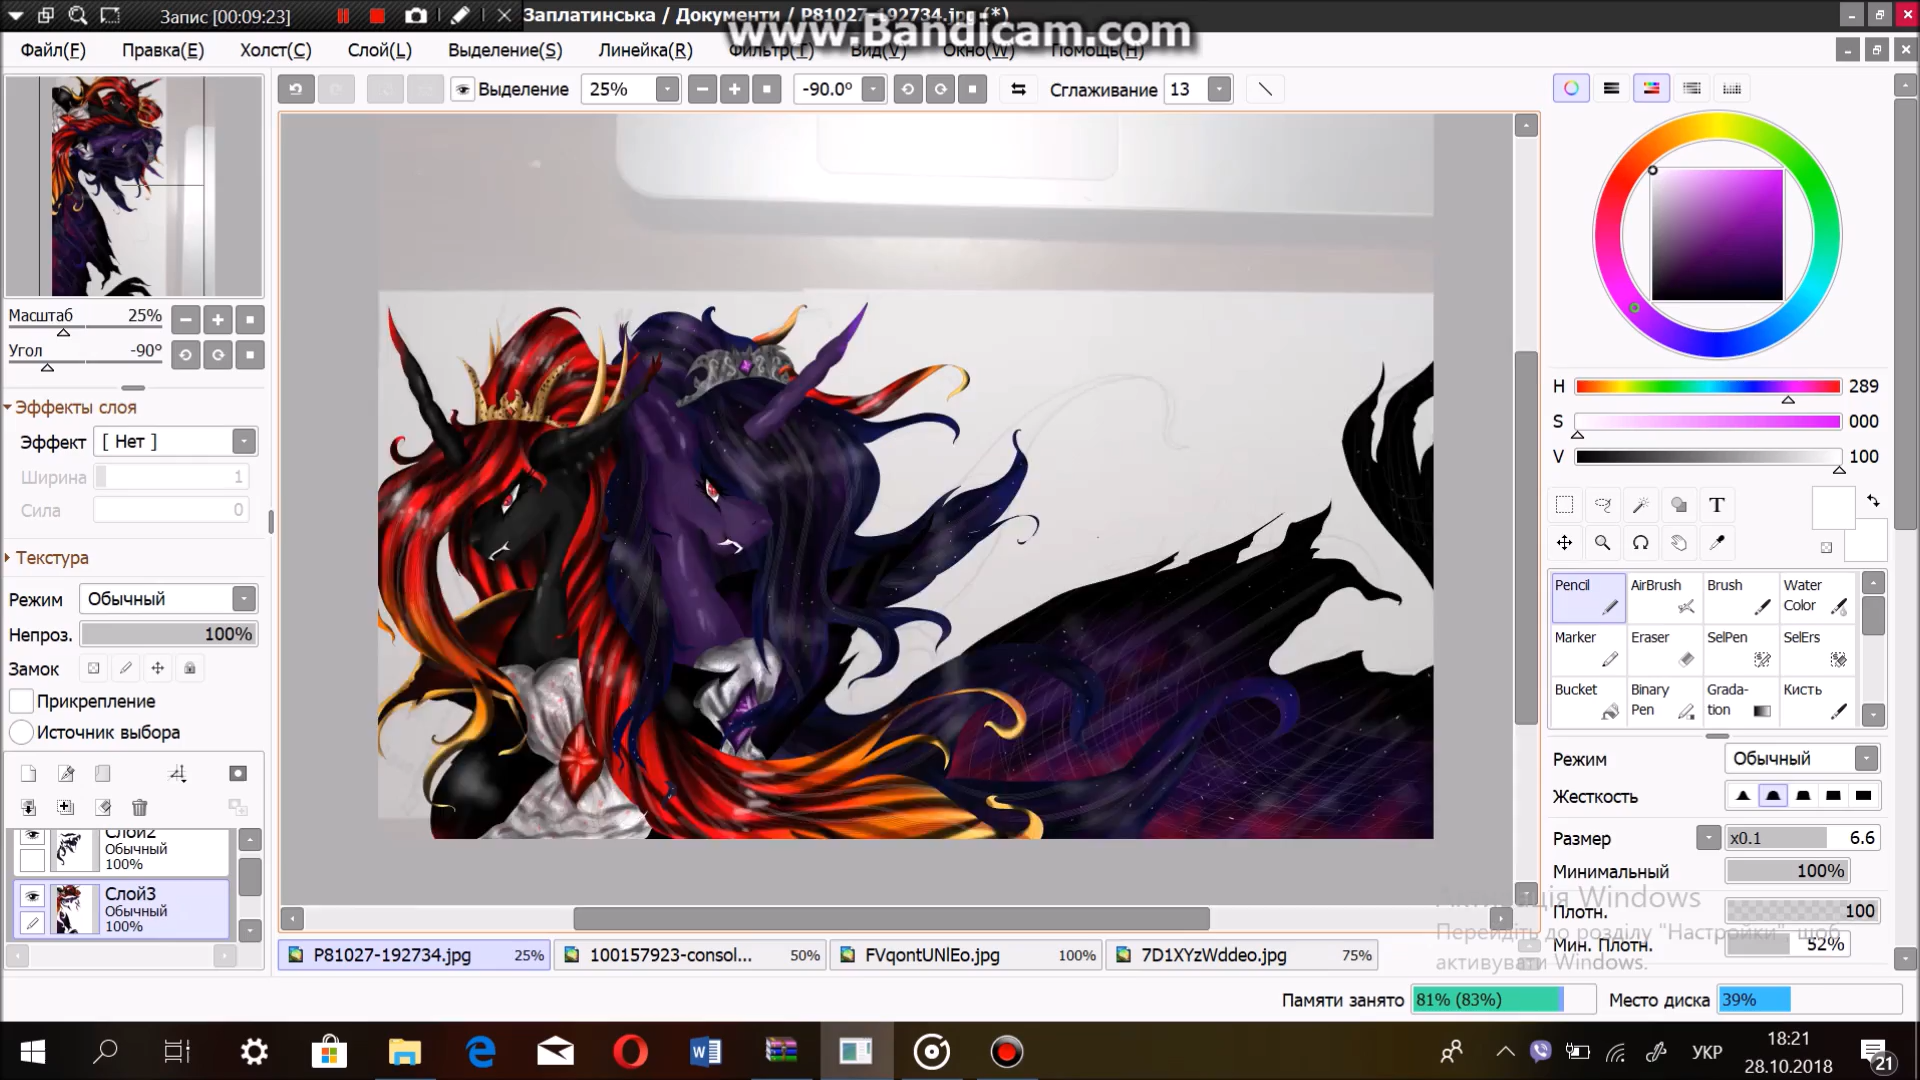 Запис [00:09:23]
Заплатинська / Документи / P81027-192734.jpg (*)
www.Bandicam.com
Файл(F) Правка(E) Холст(C) Слой(L) Выделение(S) Линейка(R) Фильтр(T) Вид(V) Окно(W) Помощь(H)
Выделение 25% -90.0º Сглаживание 13
Масштаб 25%
Угол -90º
Эффекты слоя
Эффект [ Нет ]
Ширина 1
Сила 0
Текстура
Режим Обычный
Непроз. 100%
Замок
Прикрепление
Источник выбора
Слой2
Обычный
100%
Слой3
Обычный
100%
H 289
S 000
V 100
T
Pencil AirBrush Brush Water Color
Marker Eraser SelPen SelErs
Bucket Binary Pen Grada-tion Кисть
Режим Обычный
Жесткость
Размер x0.1 6.6
Минимальный 100%
Плотн. 100
Мин. Плотн. 52%
Активація Windows
Перейдіть до розділу "Настройки", щоб
активувати Windows.
P81027-192734.jpg 25% 100157923-consol... 50% FVqontUNlEo.jpg 100% 7D1XYzWddeo.jpg 75%
Памяти занято 81% (83%) Место диска 39%
УКР
18:21
28.10.2018
21